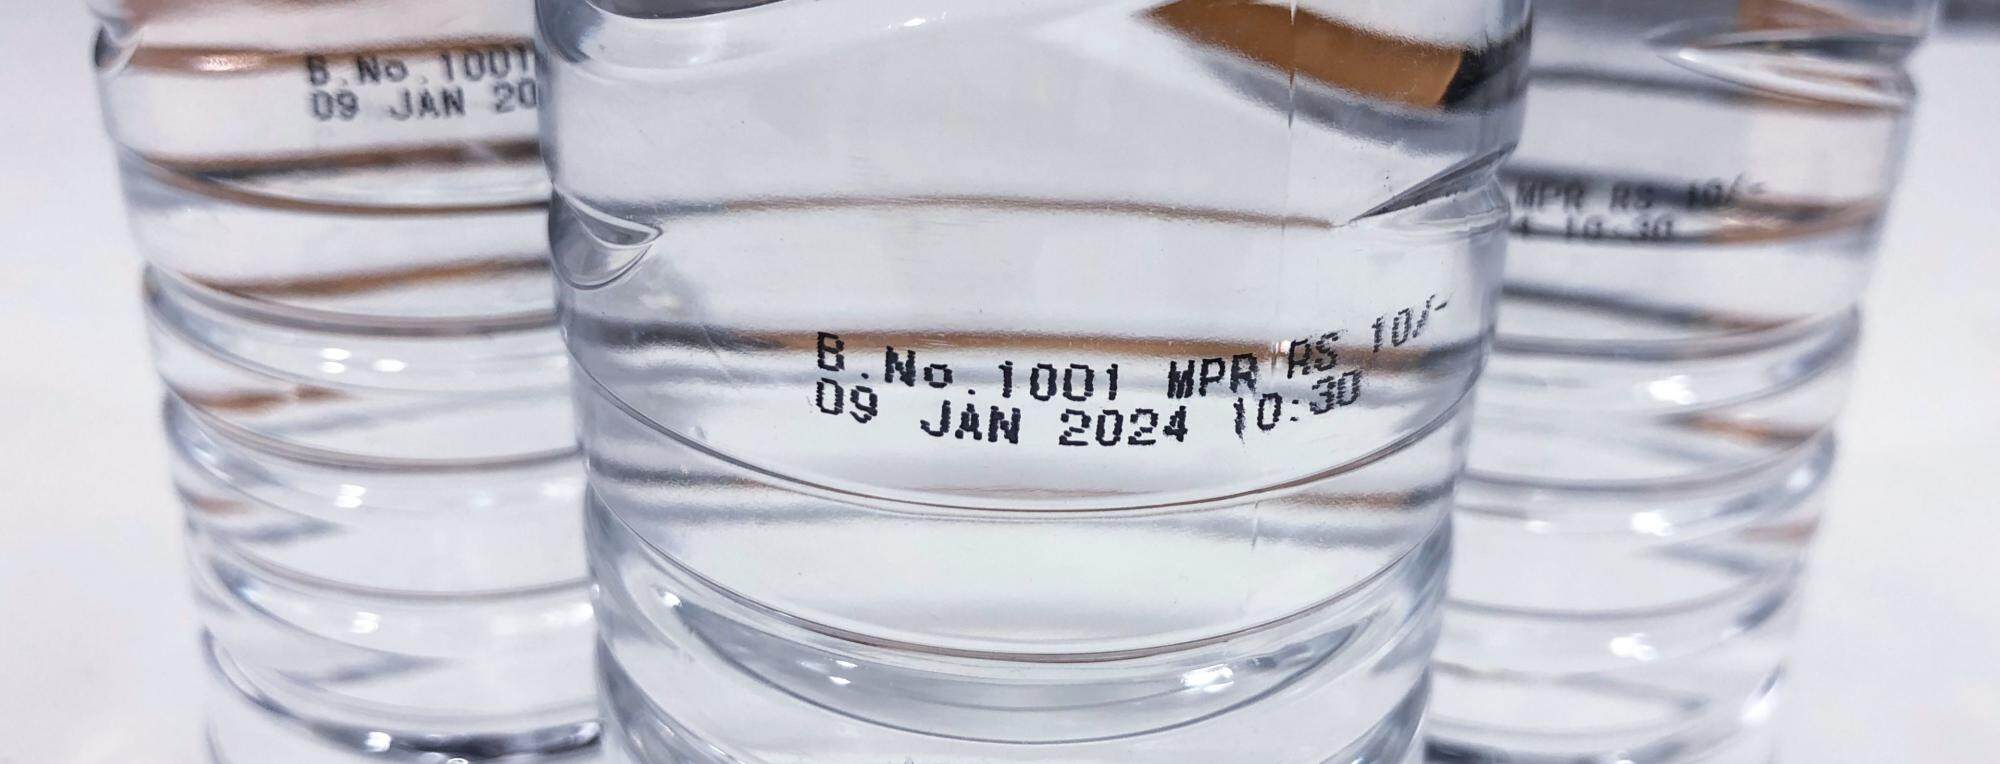 B.No.1001
09 JAN 20
B.No.1001 MPR RS 10/-
09 JAN 2024 10:30
MPR RS 10/-
4 10:30